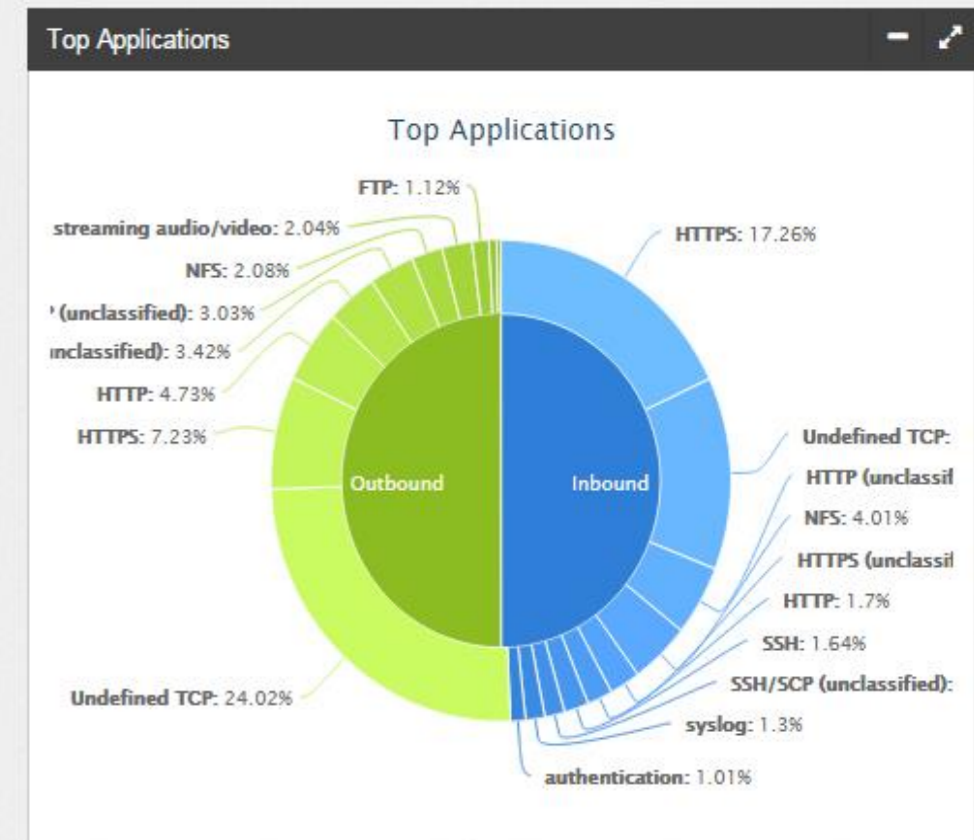 Top Applications
Top Applications
FTP: 1.12%
streaming audio/video: 2.04%
HTTPS: 17.26%
NFS: 2.08%
(unclassified): 3.03%
nclassified): 3.42%
HTTP: 4.73%
HTTPS: 7.23%
Undefined TCP:
HTTP (unclassif
Outbound
Inbound
NFS: 4.01%
HTTPS (unclassif
HTTP: 1.7%
SSH: 1.64%
SSH/SCP (unclassified):
Undefined TCP: 24.02%
syslog: 1.3%
authentication: 1.01%